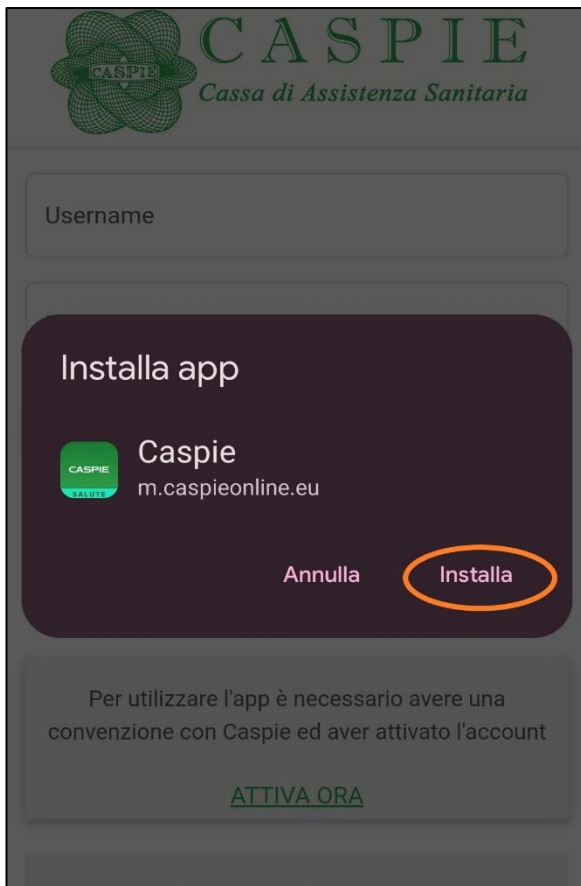 CASPIE
CASPIE
Cassa di Assistenza Sanitaria
Username
Installa app
CASPIE
SALUTE
Caspie
m.caspieonline.eu
Annulla
Installa
Per utilizzare l'app è necessario avere una
convenzione con Caspie ed aver attivato l'account
ATTIVA ORA